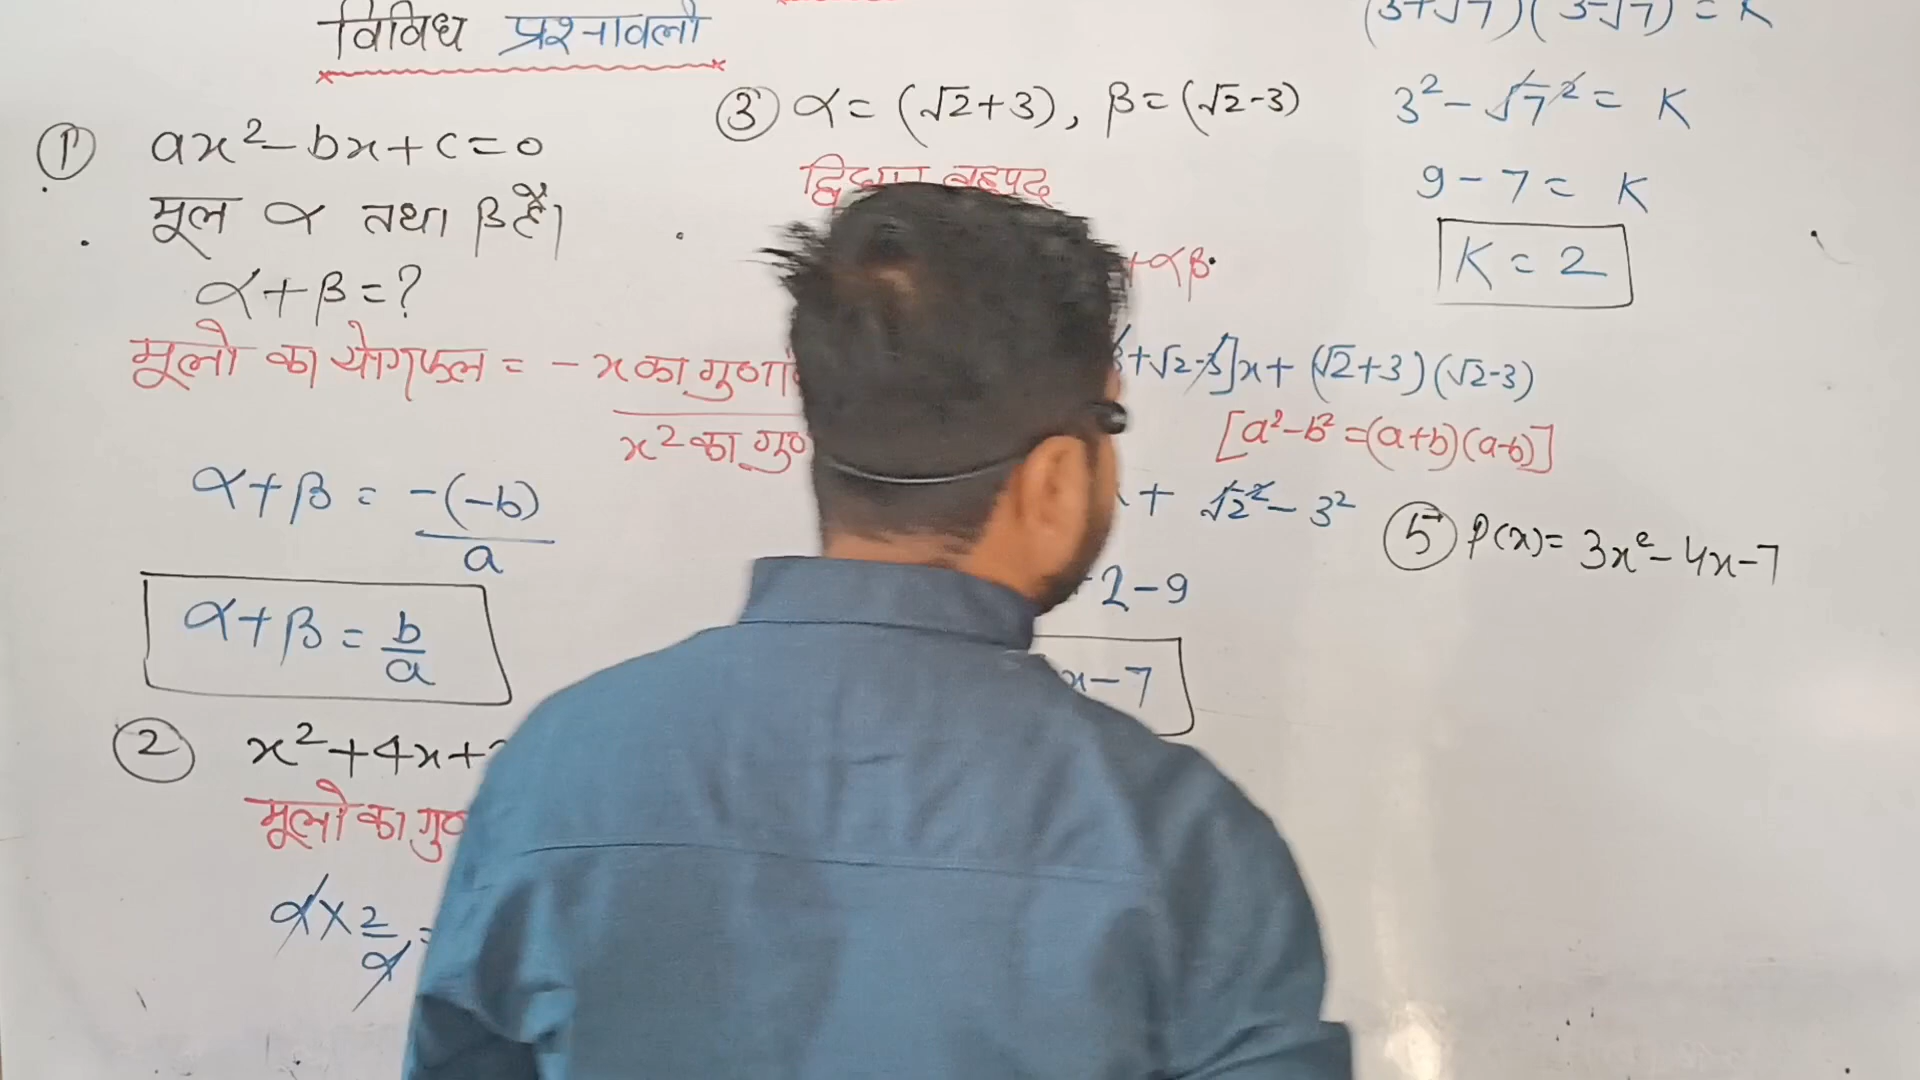 विविध प्रश्नावली
① ax²-bx+c=0
मूल α तथा β है।
α+β=?
मूलो का योगफल = -x का
x² का
α+β = -(-b)/a
α+β = b/a
② x²+4x+
मूलो का
α×2/α =
③ α=(√2+3), β=(√2-3)
+αβ
+√2-3]x+(√2+3)(√2-3)
[a²-b²=(a+b)(a-b)]
+ √2²-3²
2-9
x-7
(3+√7)(3-√7)=K
3²-√7²=K
9-7=K
K=2
⑤ P(x)=3x²-4x-7